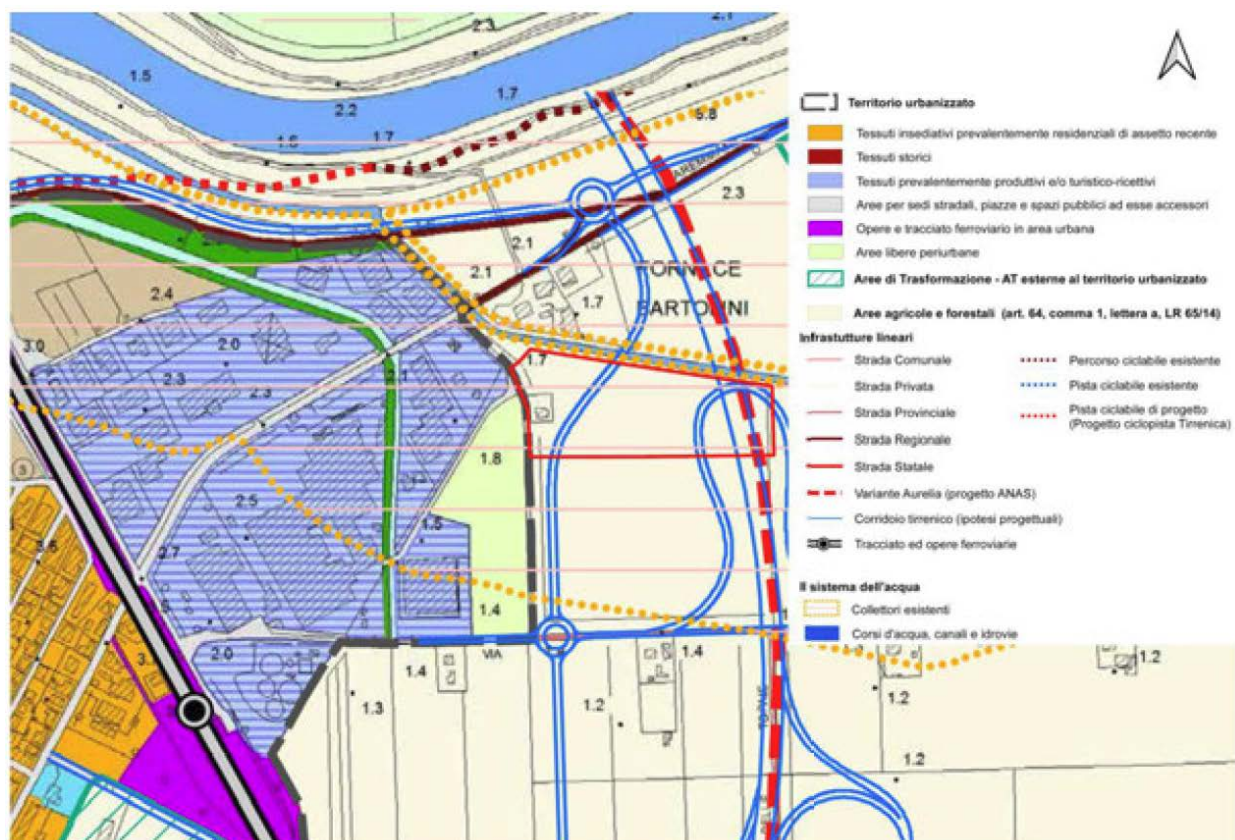 2.1
2.3
1.5
1.7
2.2
1.7
2.3
2.1
2.1
FORNACE
BARTOLINI
1.7
2.4
3.0
2.0
2.3
2.3
1.7
1.8
2.5
1.5
1.4
2.0
VIA
1.4
1.4
1.3
1.2
1.2
1.2
1.2
3
Territorio urbanizzato
Tessuti insediativi prevalentemente residenziali di assetto recente
Tessuti storici
Tessuti prevalentemente produttivi e/o turistico-ricettivi
Aree per sedi stradali, piazze e spazi pubblici ad esse accessori
Opere e tracciato ferroviario in area urbana
Aree libere periurbane
Aree di Trasformazione - AT esterne al territorio urbanizzato
Aree agricole e forestali (art. 64, comma 1, lettera a, LR 65/14)
Infrastutture lineari
Strada Comunale
Strada Privata
Strada Provinciale
Strada Regionale
Strada Statale
Variante Aurelia (progetto ANAS)
Corridoio tirrenico (ipotesi progettuali)
Tracciato ed opere ferroviarie
Percorso ciclabile esistente
Pista ciclabile esistente
Pista ciclabile di progetto
(Progetto ciclopista Tirrenica)
Il sistema dell'acqua
Collettori esistenti
Corsi d'acqua, canali e idrovie